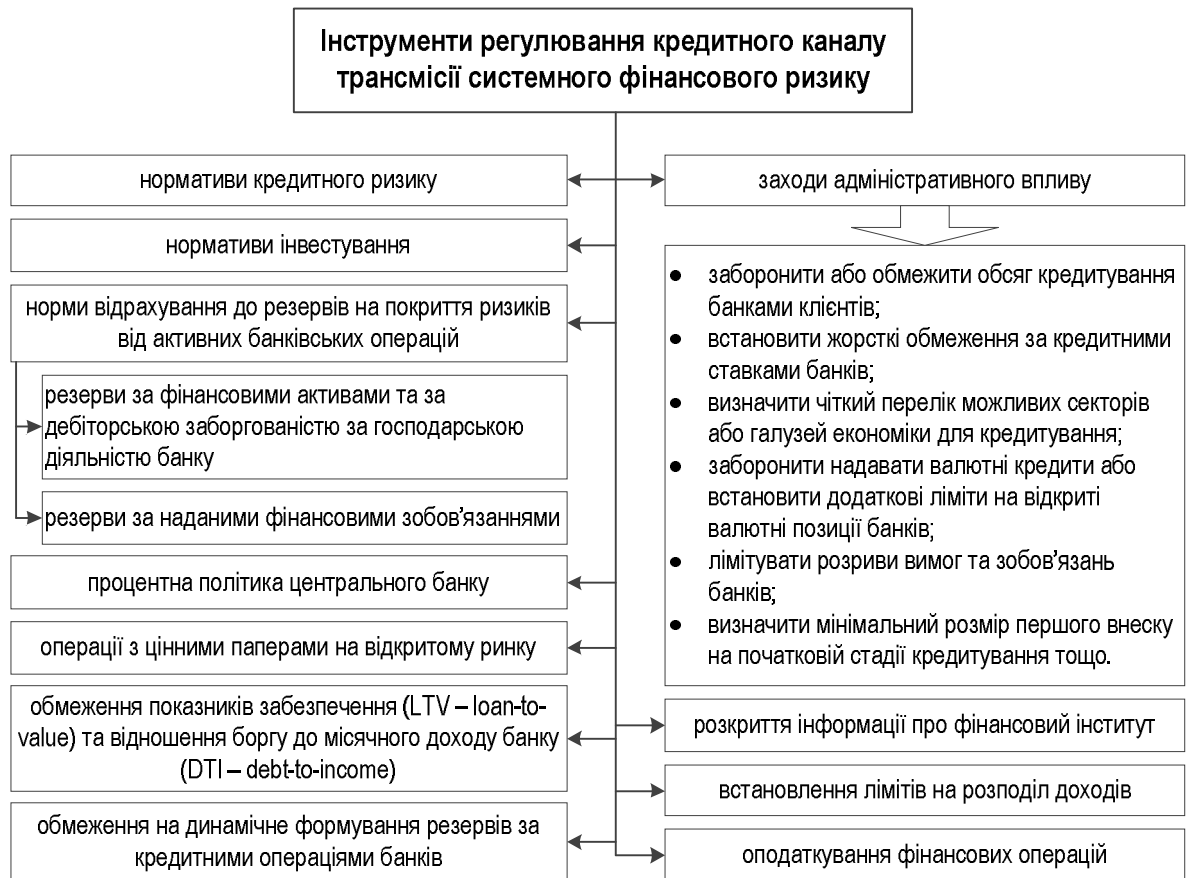 Інструменти регулювання кредитного каналу
трансмісії системного фінансового ризику
нормативи кредитного ризику
нормативи інвестування
норми відрахування до резервів на покриття ризиків
від активних банківських операцій
резерви за фінансовими активами та за
дебіторською заборгованістю за господарською
діяльністю банку
резерви за наданими фінансовими зобов’язаннями
процентна політика центрального банку
операції з цінними паперами на відкритому ринку
обмеження показників забезпечення (LTV – loan-to-
value) та відношення боргу до місячного доходу банку
(DTI – debt-to-income)
обмеження на динамічне формування резервів за
кредитними операціями банків
заходи адміністративного впливу
● заборонити або обмежити обсяг кредитування
банками клієнтів;
● встановити жорсткі обмеження за кредитними
ставками банків;
● визначити чіткий перелік можливих секторів
або галузей економіки для кредитування;
● заборонити надавати валютні кредити або
встановити додаткові ліміти на відкриті
валютні позиції банків;
● лімітувати розриви вимог та зобов’язань
банків;
● визначити мінімальний розмір першого внеску
на початковій стадії кредитування тощо.
розкриття інформації про фінансовий інститут
встановлення лімітів на розподіл доходів
оподаткування фінансових операцій